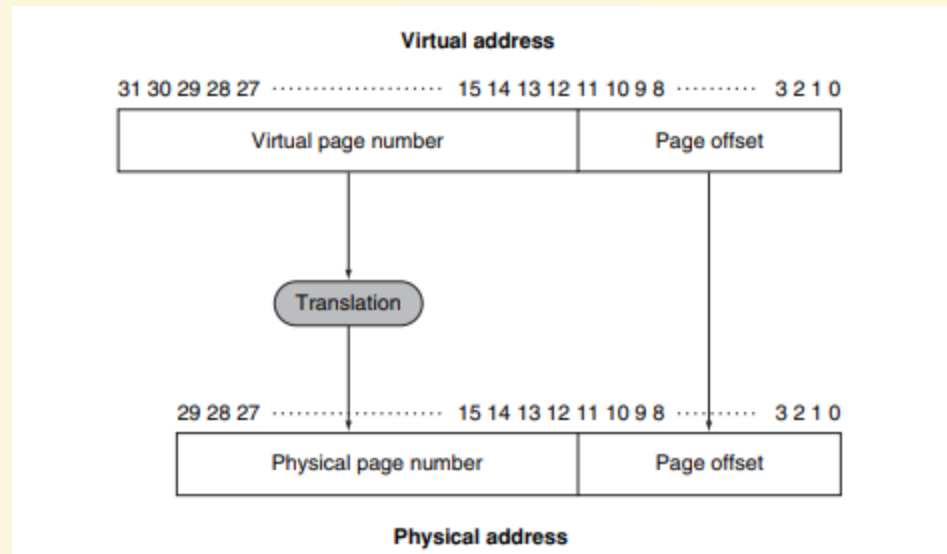 Virtual address
31 30 29 28 27 ····················· 15 14 13 12 11 10 9 8 ·········· 3 2 1 0
Virtual page number Page offset
Translation
29 28 27 ····················· 15 14 13 12 11 10 9 8 ·········· 3 2 1 0
Physical page number Page offset
Physical address